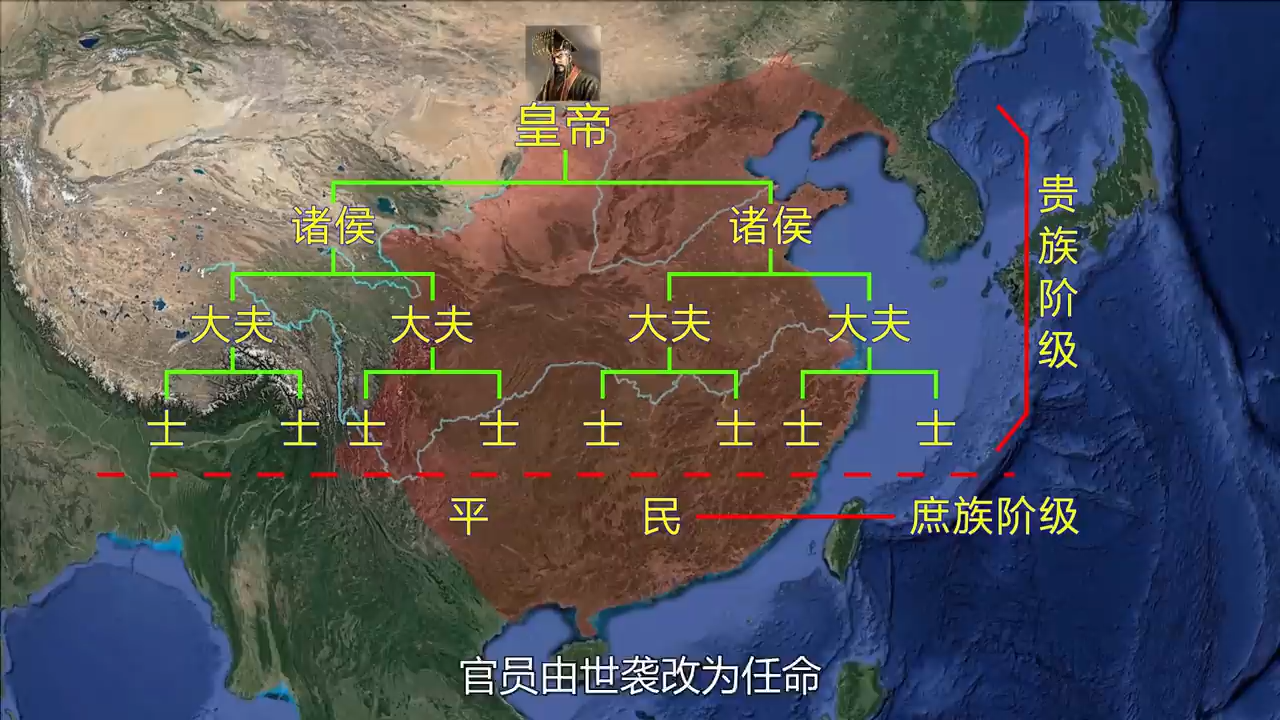 皇帝
诸侯 诸侯
大夫 大夫 大夫 大夫
士 士 士 士 士 士 士 士
贵族阶级
平 民 庶族阶级
官员由世袭改为任命